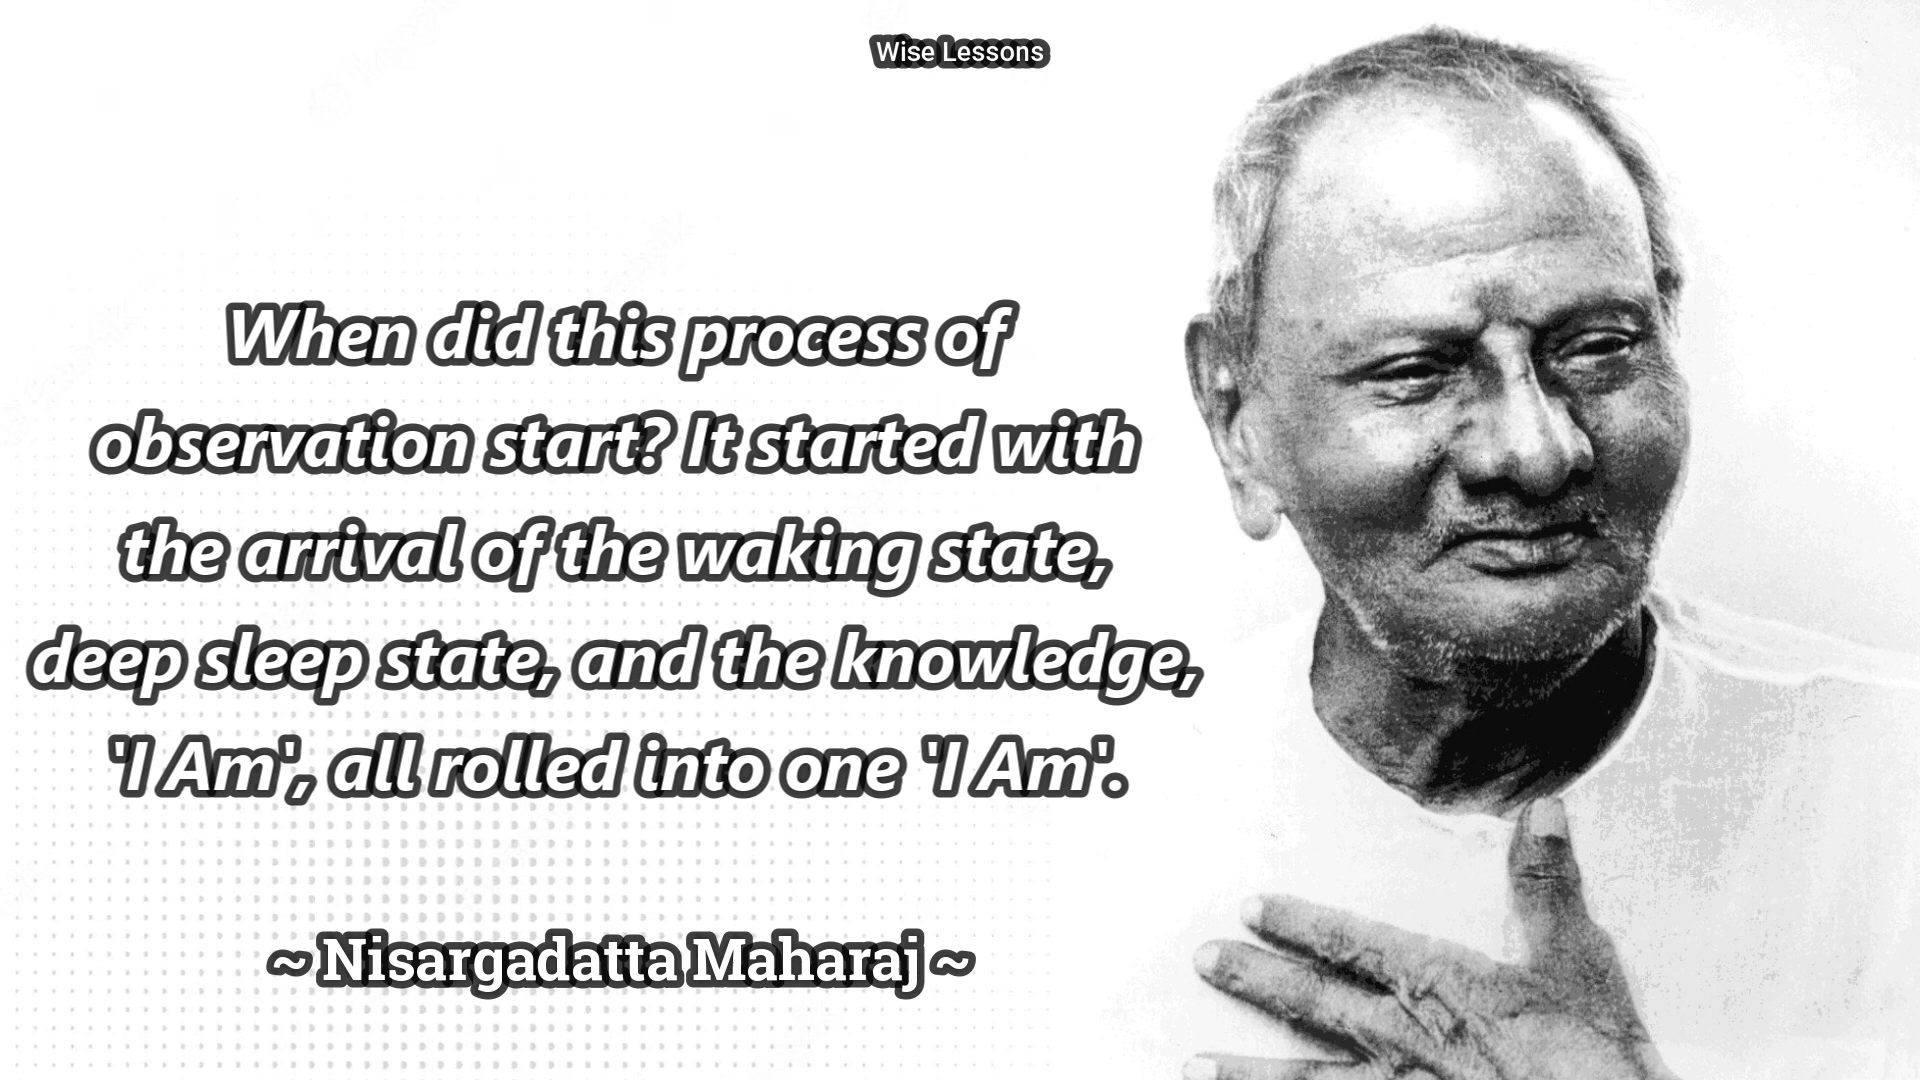 Wise Lessons
When did this process of
observation start? It started with
the arrival of the waking state,
deep sleep state, and the knowledge,
'I Am', all rolled into one 'I Am'.
~ Nisargadatta Maharaj ~